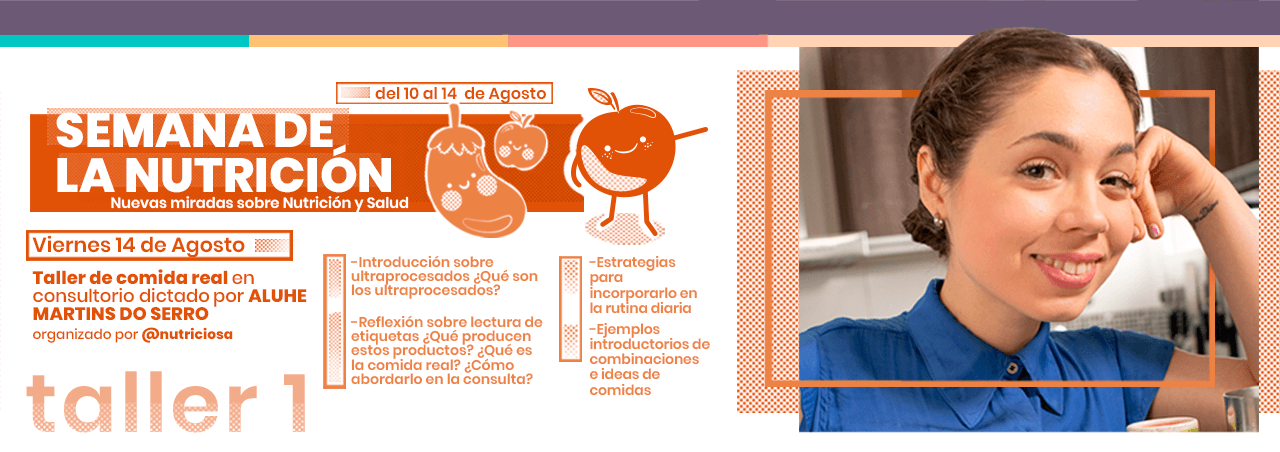 del 10 al 14 de Agosto
SEMANA DE
LA NUTRICIÓN
Nuevas miradas sobre Nutrición y Salud
Viernes 14 de Agosto
Taller de comida real en
consultorio dictado por ALUHE
MARTINS DO SERRO
organizado por @nutriciosa
taller 1
-Introducción sobre
ultraprocesados ¿Qué son
los ultraprocesados?
-Reflexión sobre lectura de
etiquetas ¿Qué producen
estos productos? ¿Qué es
la comida real? ¿Cómo
abordarlo en la consulta?
-Estrategias
para
incorporarlo en
la rutina diaria
-Ejemplos
introductorios de
combinaciones
e ideas de
comidas